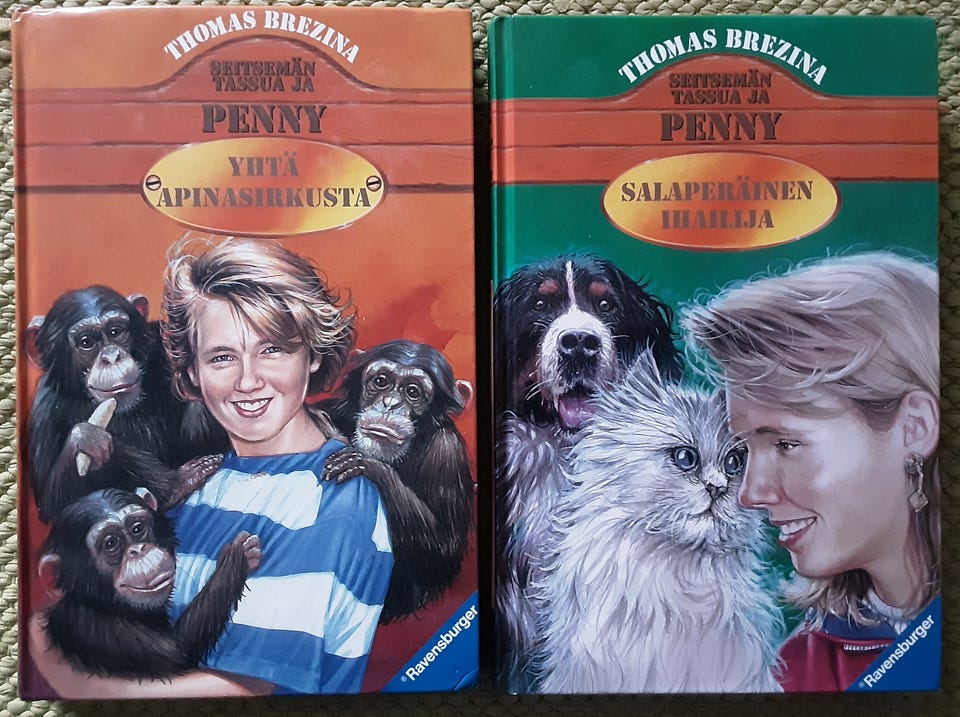 THOMAS BREZINA
SEITSEMÄN
TASSUA JA
PENNY
YHTÄ
APINASIRKUSTA
®Ravensburger
THOMAS BREZINA
SEITSEMÄN
TASSUA JA
PENNY
SALAPERÄINEN
IHAILIJA
®Ravensburger